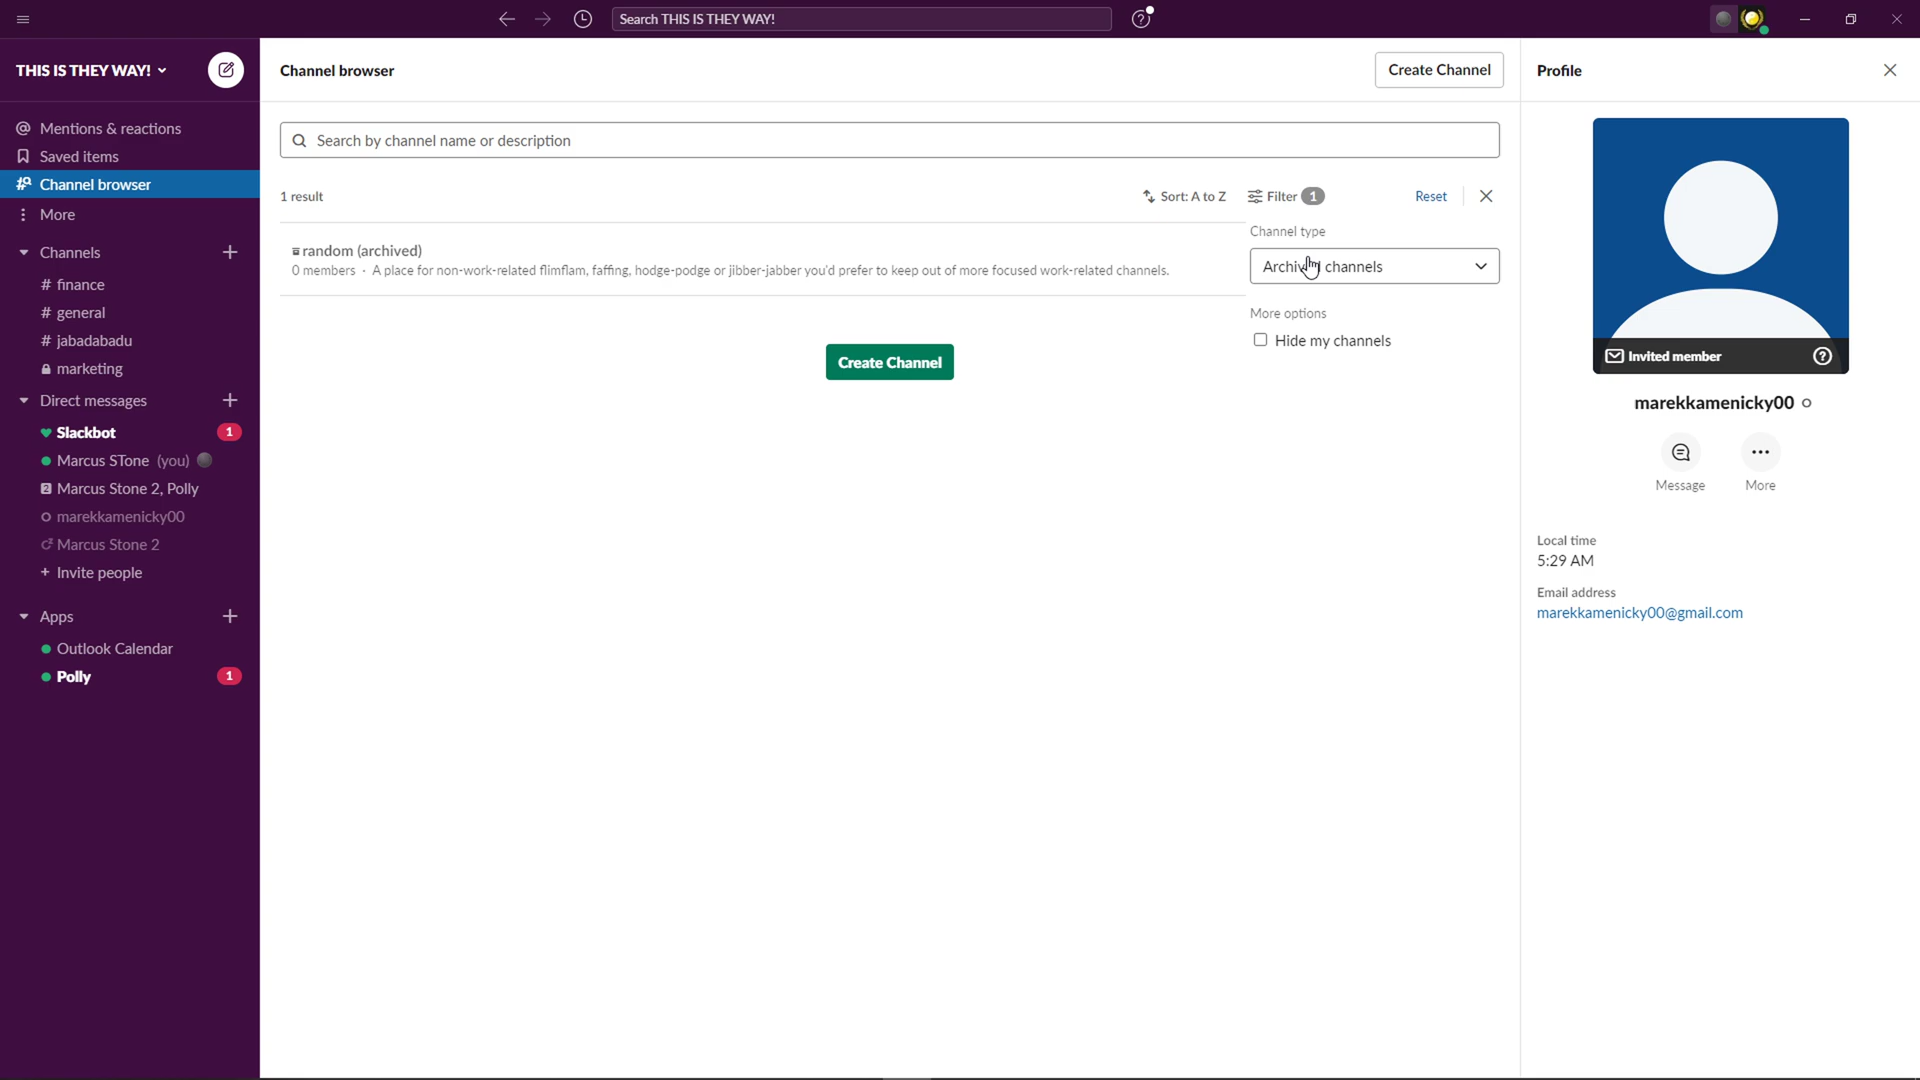 Search THIS IS THEY WAY!
THIS IS THEY WAY!
Mentions & reactions
Saved items
Channel browser
More
Channels
# finance
# general
# jabadabadu
marketing
Direct messages
Slackbot 1
Marcus STone (you)
2 Marcus Stone 2, Polly
marekkamenicky00
Marcus Stone 2
+ Invite people
Apps
Outlook Calendar
Polly 1
Channel browser
Create Channel
Search by channel name or description
1 result
Sort: A to Z
Filter 1
Reset
random (archived)
0 members · A place for non-work-related flimflam, faffing, hodge-podge or jibber-jabber you'd prefer to keep out of more focused work-related channels.
Create Channel
Channel type
Archived channels
More options
Hide my channels
Profile
Invited member
marekkamenicky00
Message
More
Local time
5:29 AM
Email address
marekkamenicky00@gmail.com